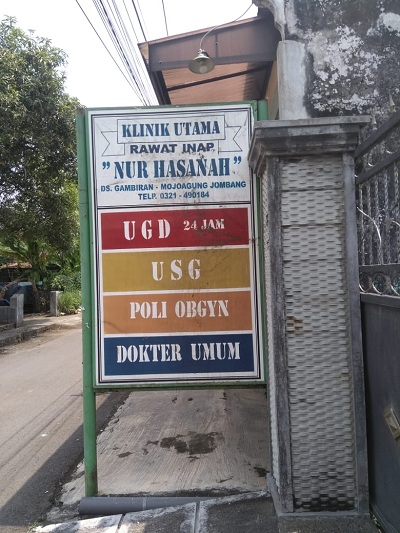 KLINIK UTAMA
RAWAT INAP
"NUR HASANAH"
DS. GAMBIRAN - MOJOAGUNG JOMBANG
TELP. 0321 - 490184
UGD 24 JAM
USG
POLI OBGYN
DOKTER UMUM